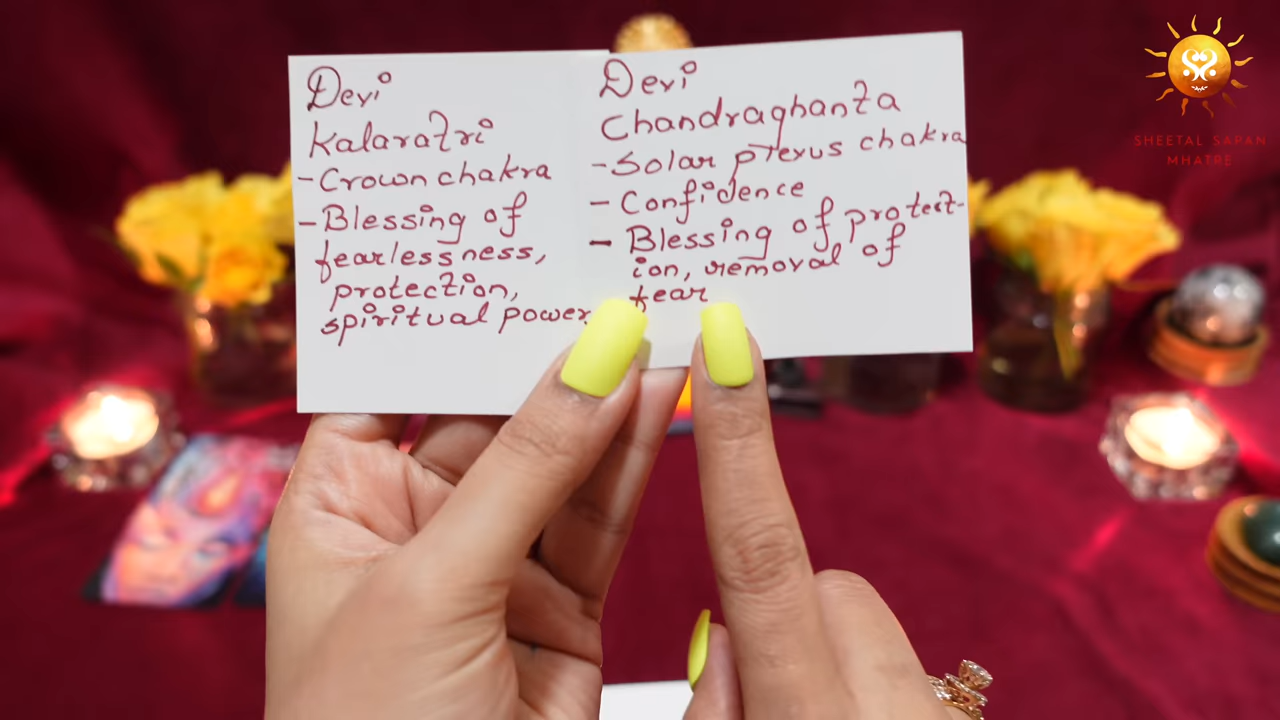 Devi
Kalaratri
- Crown chakra
- Blessing of
fearlessness,
protection,
spiritual power
Devi
Chandraghanta
- Solar plexus chakra
- Confidence
- Blessing of protect-
ion, removal of
fear
SHEETAL SAPAN
MHATRE